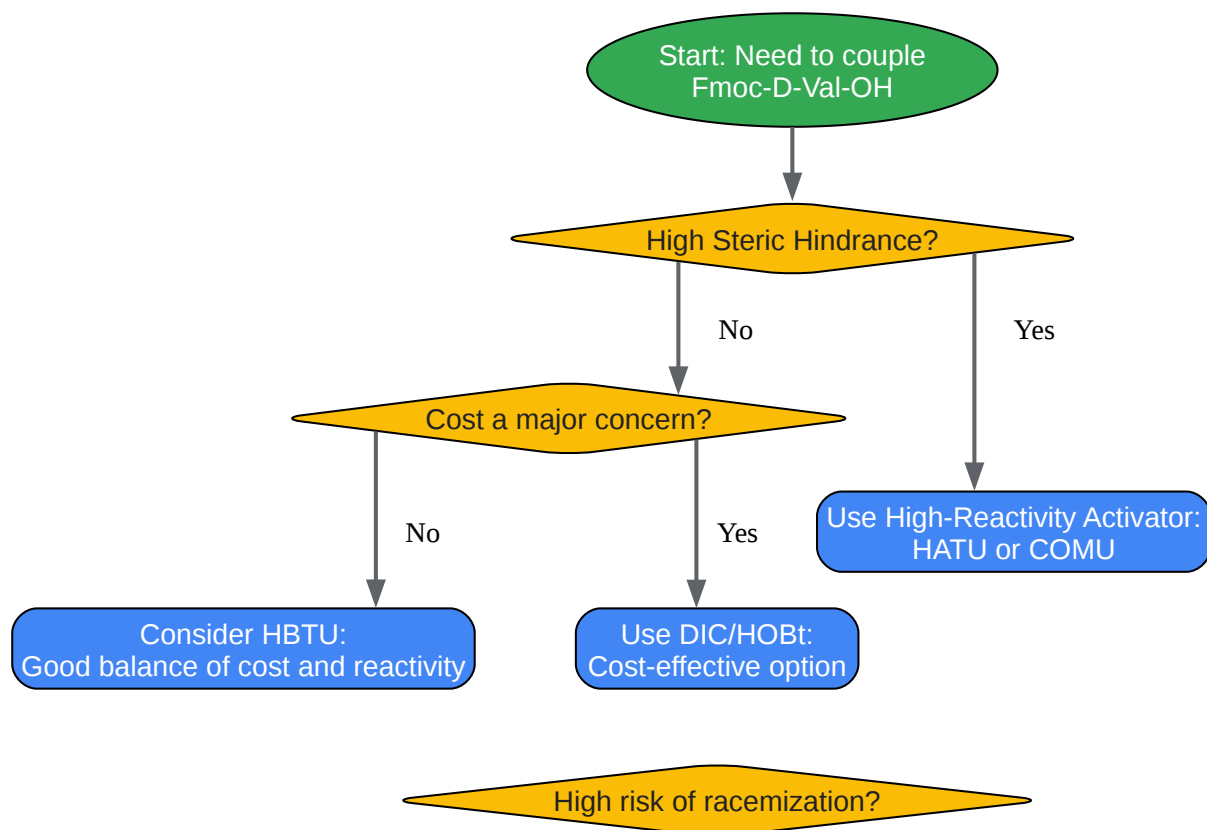 Start: Need to couple
Fmoc-D-Val-OH
High Steric Hindrance?
No
Yes
Cost a major concern?
Use High-Reactivity Activator:
HATU or COMU
No
Yes
Consider HBTU:
Good balance of cost and reactivity
Use DIC/HOBt:
Cost-effective option
High risk of racemization?